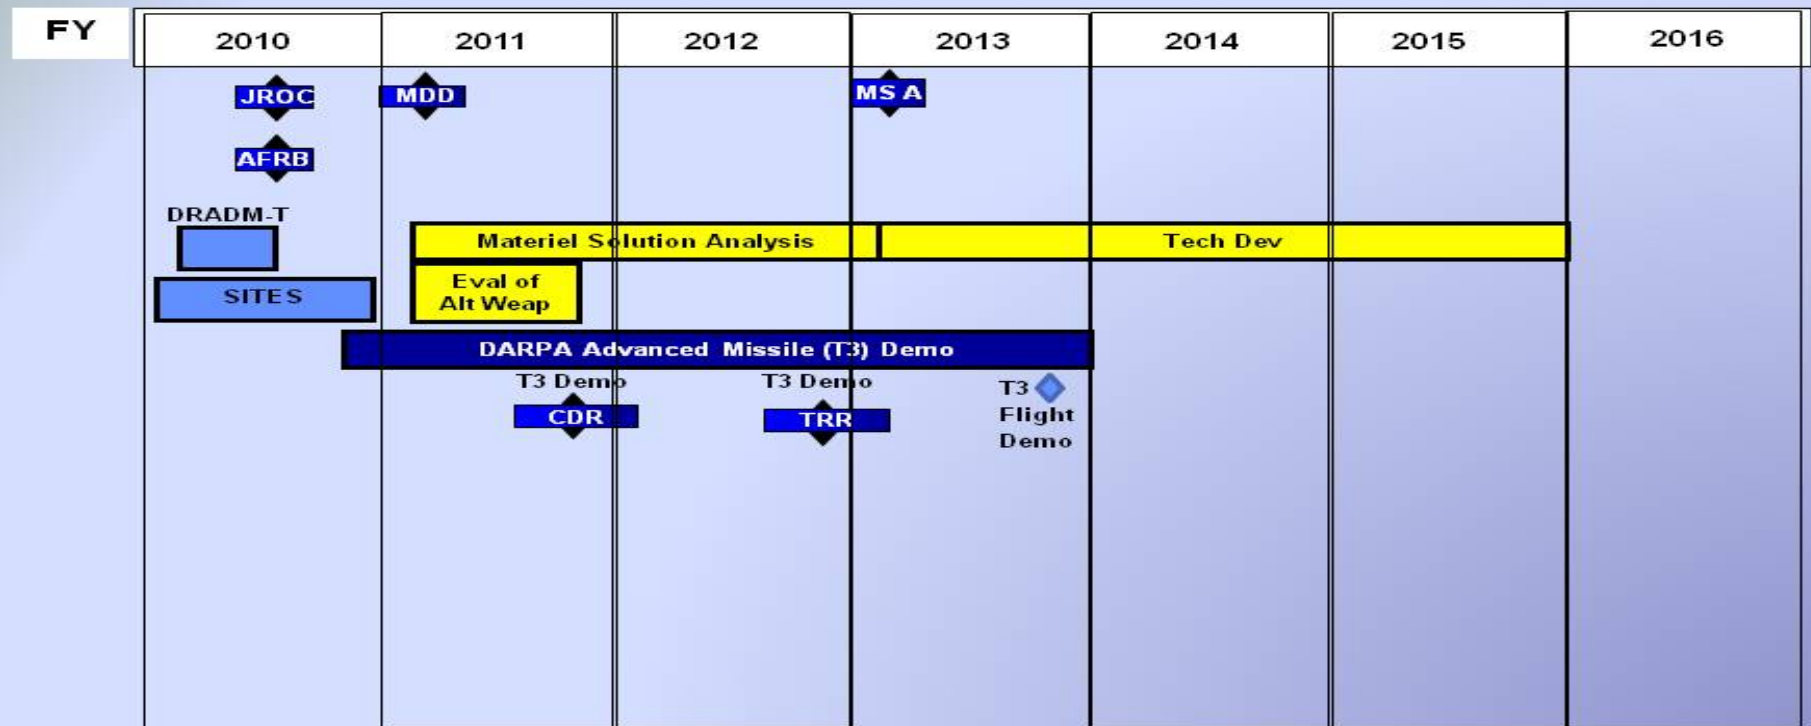 FY
2010 2011 2012 2013 2014 2015 2016
JROC MDD MS A
AFRB
DRADM-T
Materiel Solution Analysis Tech Dev
SITES
Eval of
Alt Weap
DARPA Advanced Missile (T3) Demo
T3 Demo
CDR
T3 Demo
TRR
T3
Flight
Demo